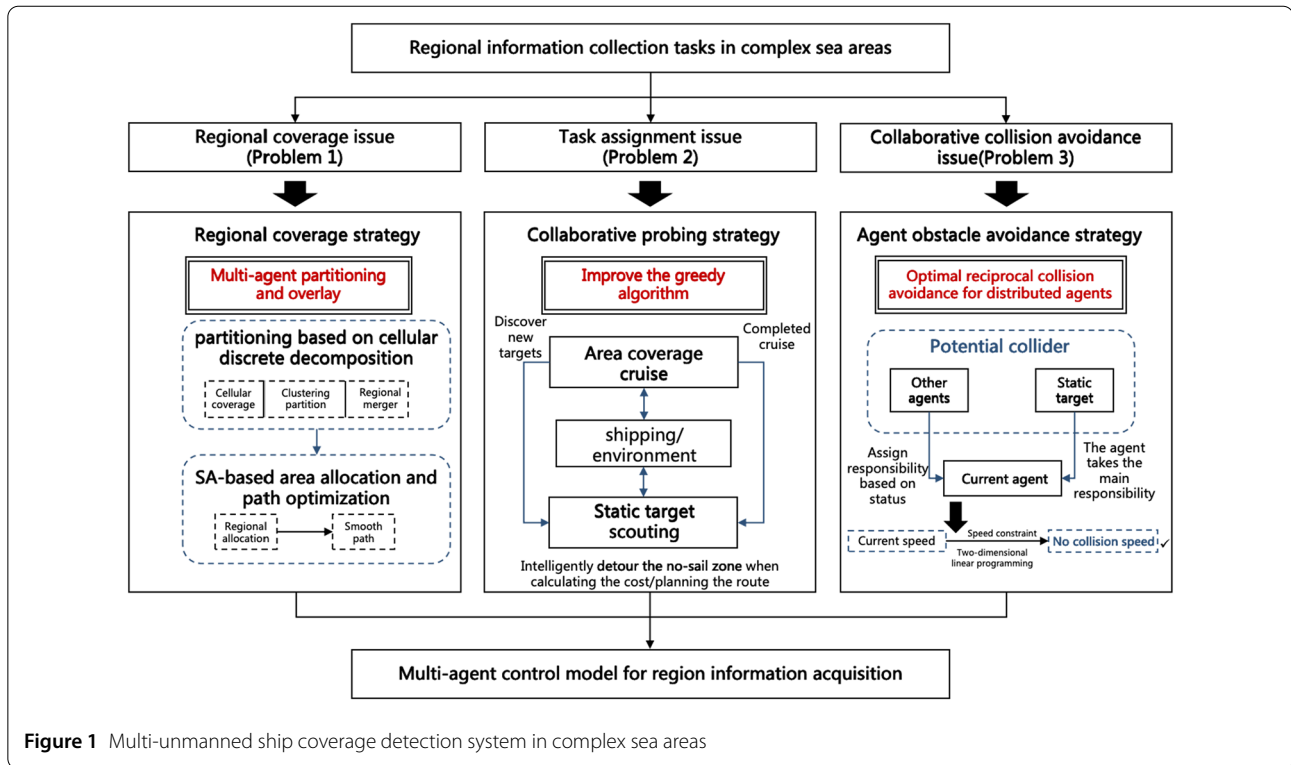 Regional information collection tasks in complex sea areas
Regional coverage issue
(Problem 1)
Task assignment issue
(Problem 2)
Collaborative collision avoidance
issue(Problem 3)
Regional coverage strategy
Multi-agent partitioning
and overlay
partitioning based on cellular
discrete decomposition
Cellular
coverage
Clustering
partition
Regional
merger
SA-based area allocation and
path optimization
Regional
allocation
Smooth
path
Collaborative probing strategy
Improve the greedy
algorithm
Discover
new
targets
Completed
cruise
Area coverage
cruise
shipping/
environment
Static target
scouting
Intelligently detour the no-sail zone when
calculating the cost/planning the route
Agent obstacle avoidance strategy
Optimal reciprocal collision
avoidance for distributed agents
Potential collider
Other
agents
Static
target
Assign
responsibility
based on
status
The agent
takes the
main
responsibility
Current agent
Current speed
Speed constraint
Two-dimensional
linear programming
No collision speed ✓
Multi-agent control model for region information acquisition
Figure 1 Multi-unmanned ship coverage detection system in complex sea areas